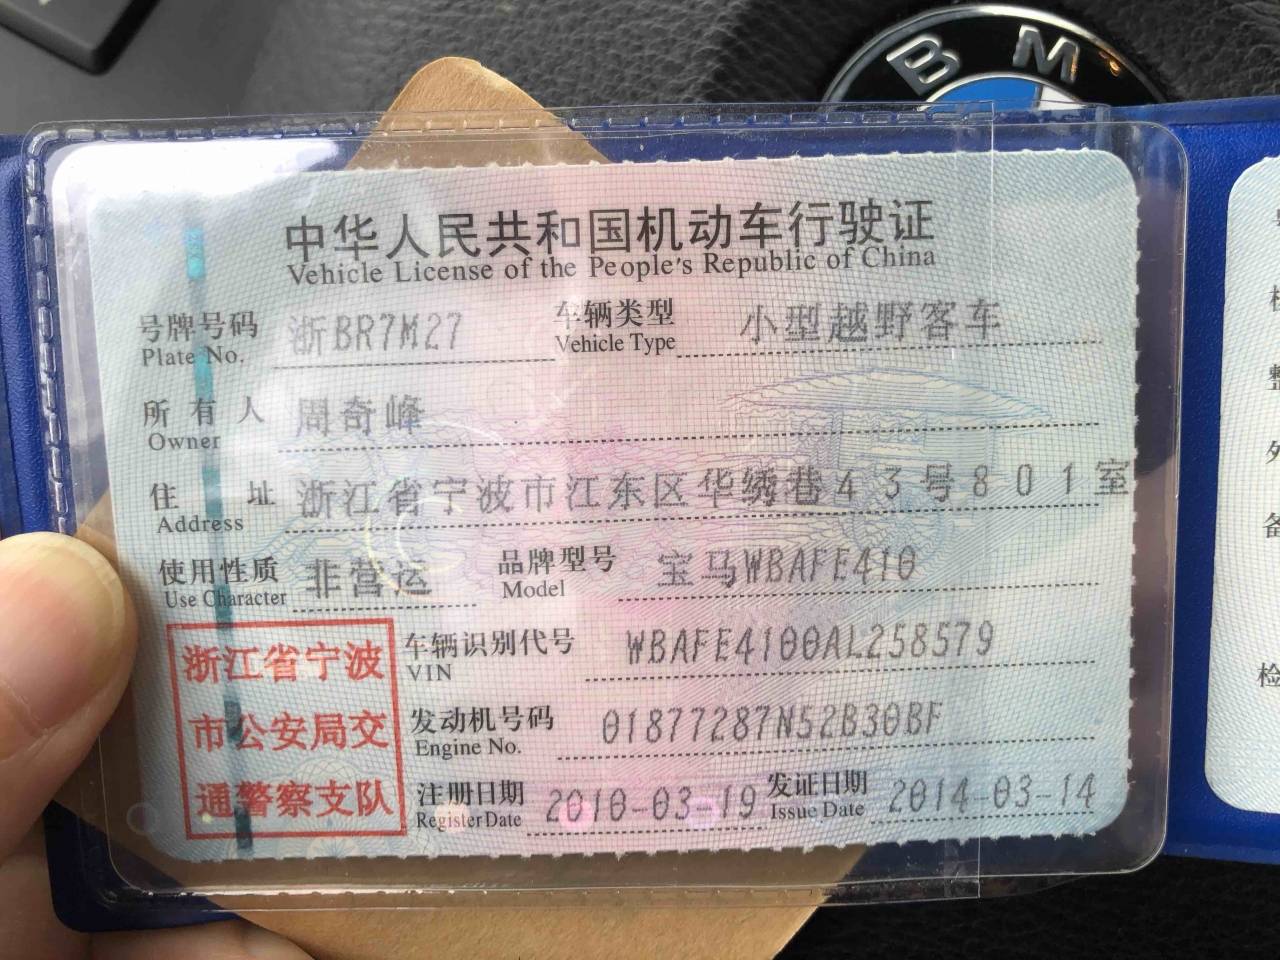 B M
中华人民共和国机动车行驶证
Vehicle License of the People's Republic of China
号牌号码 浙BR7M27 车辆类型 小型越野客车
Plate No. Vehicle Type
所有人 周奇峰
Owner
住址 浙江省宁波市江东区华绣巷43号801室
Address
使用性质 非营运 品牌型号 宝马WBAFE410
Use Character Model
浙江省宁波
市公安局交
通警察支队
车辆识别代号 WBAFE4100AL258579
VIN
发动机号码 01877287N52B30BF
Engine No.
注册日期 2010-03-19 发证日期 2014-03-14
Register Date Issue Date
整
外
备
检